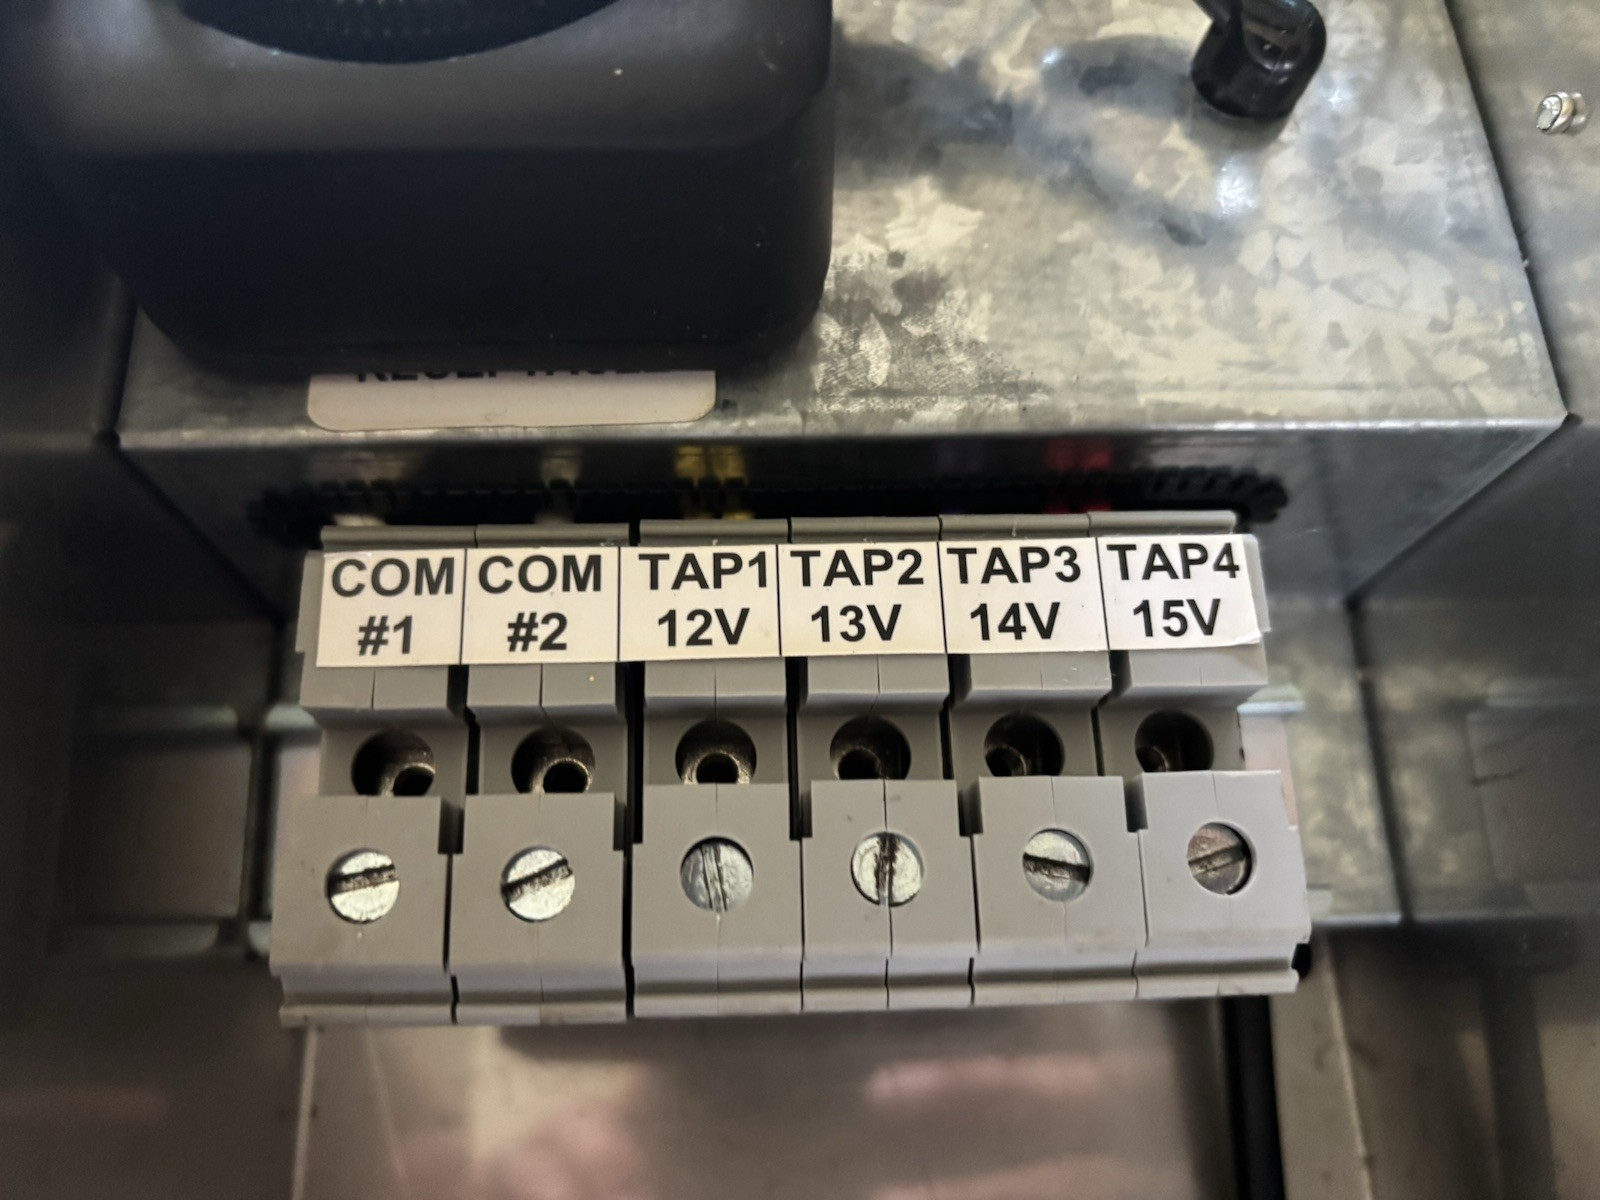 COM COM TAP1 TAP2 TAP3 TAP4
#1 #2 12V 13V 14V 15V